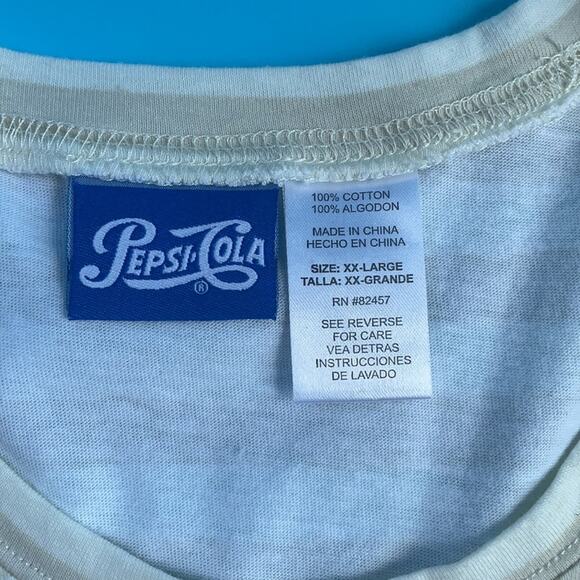 PEPSI-COLA
®
100% COTTON
100% ALGODON
MADE IN CHINA
HECHO EN CHINA
SIZE: XX-LARGE
TALLA: XX-GRANDE
RN #82457
SEE REVERSE
FOR CARE
VEA DETRAS
INSTRUCCIONES
DE LAVADO